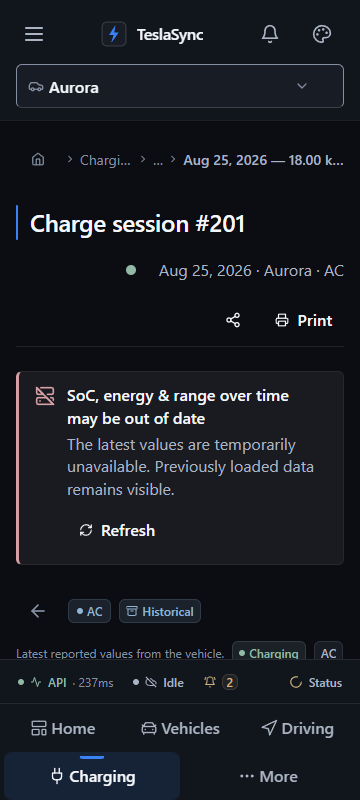 TeslaSync
Aurora
Chargi... > ... > Aug 25, 2026 — 18.00 k...
Charge session #201
Aug 25, 2026 · Aurora · AC
Print
SoC, energy & range over time
may be out of date
The latest values are temporarily
unavailable. Previously loaded data
remains visible.
Refresh
AC
Historical
Latest reported values from the vehicle.
Charging
AC
API · 237ms
Idle
2
Status
Home
Vehicles
Driving
Charging
More